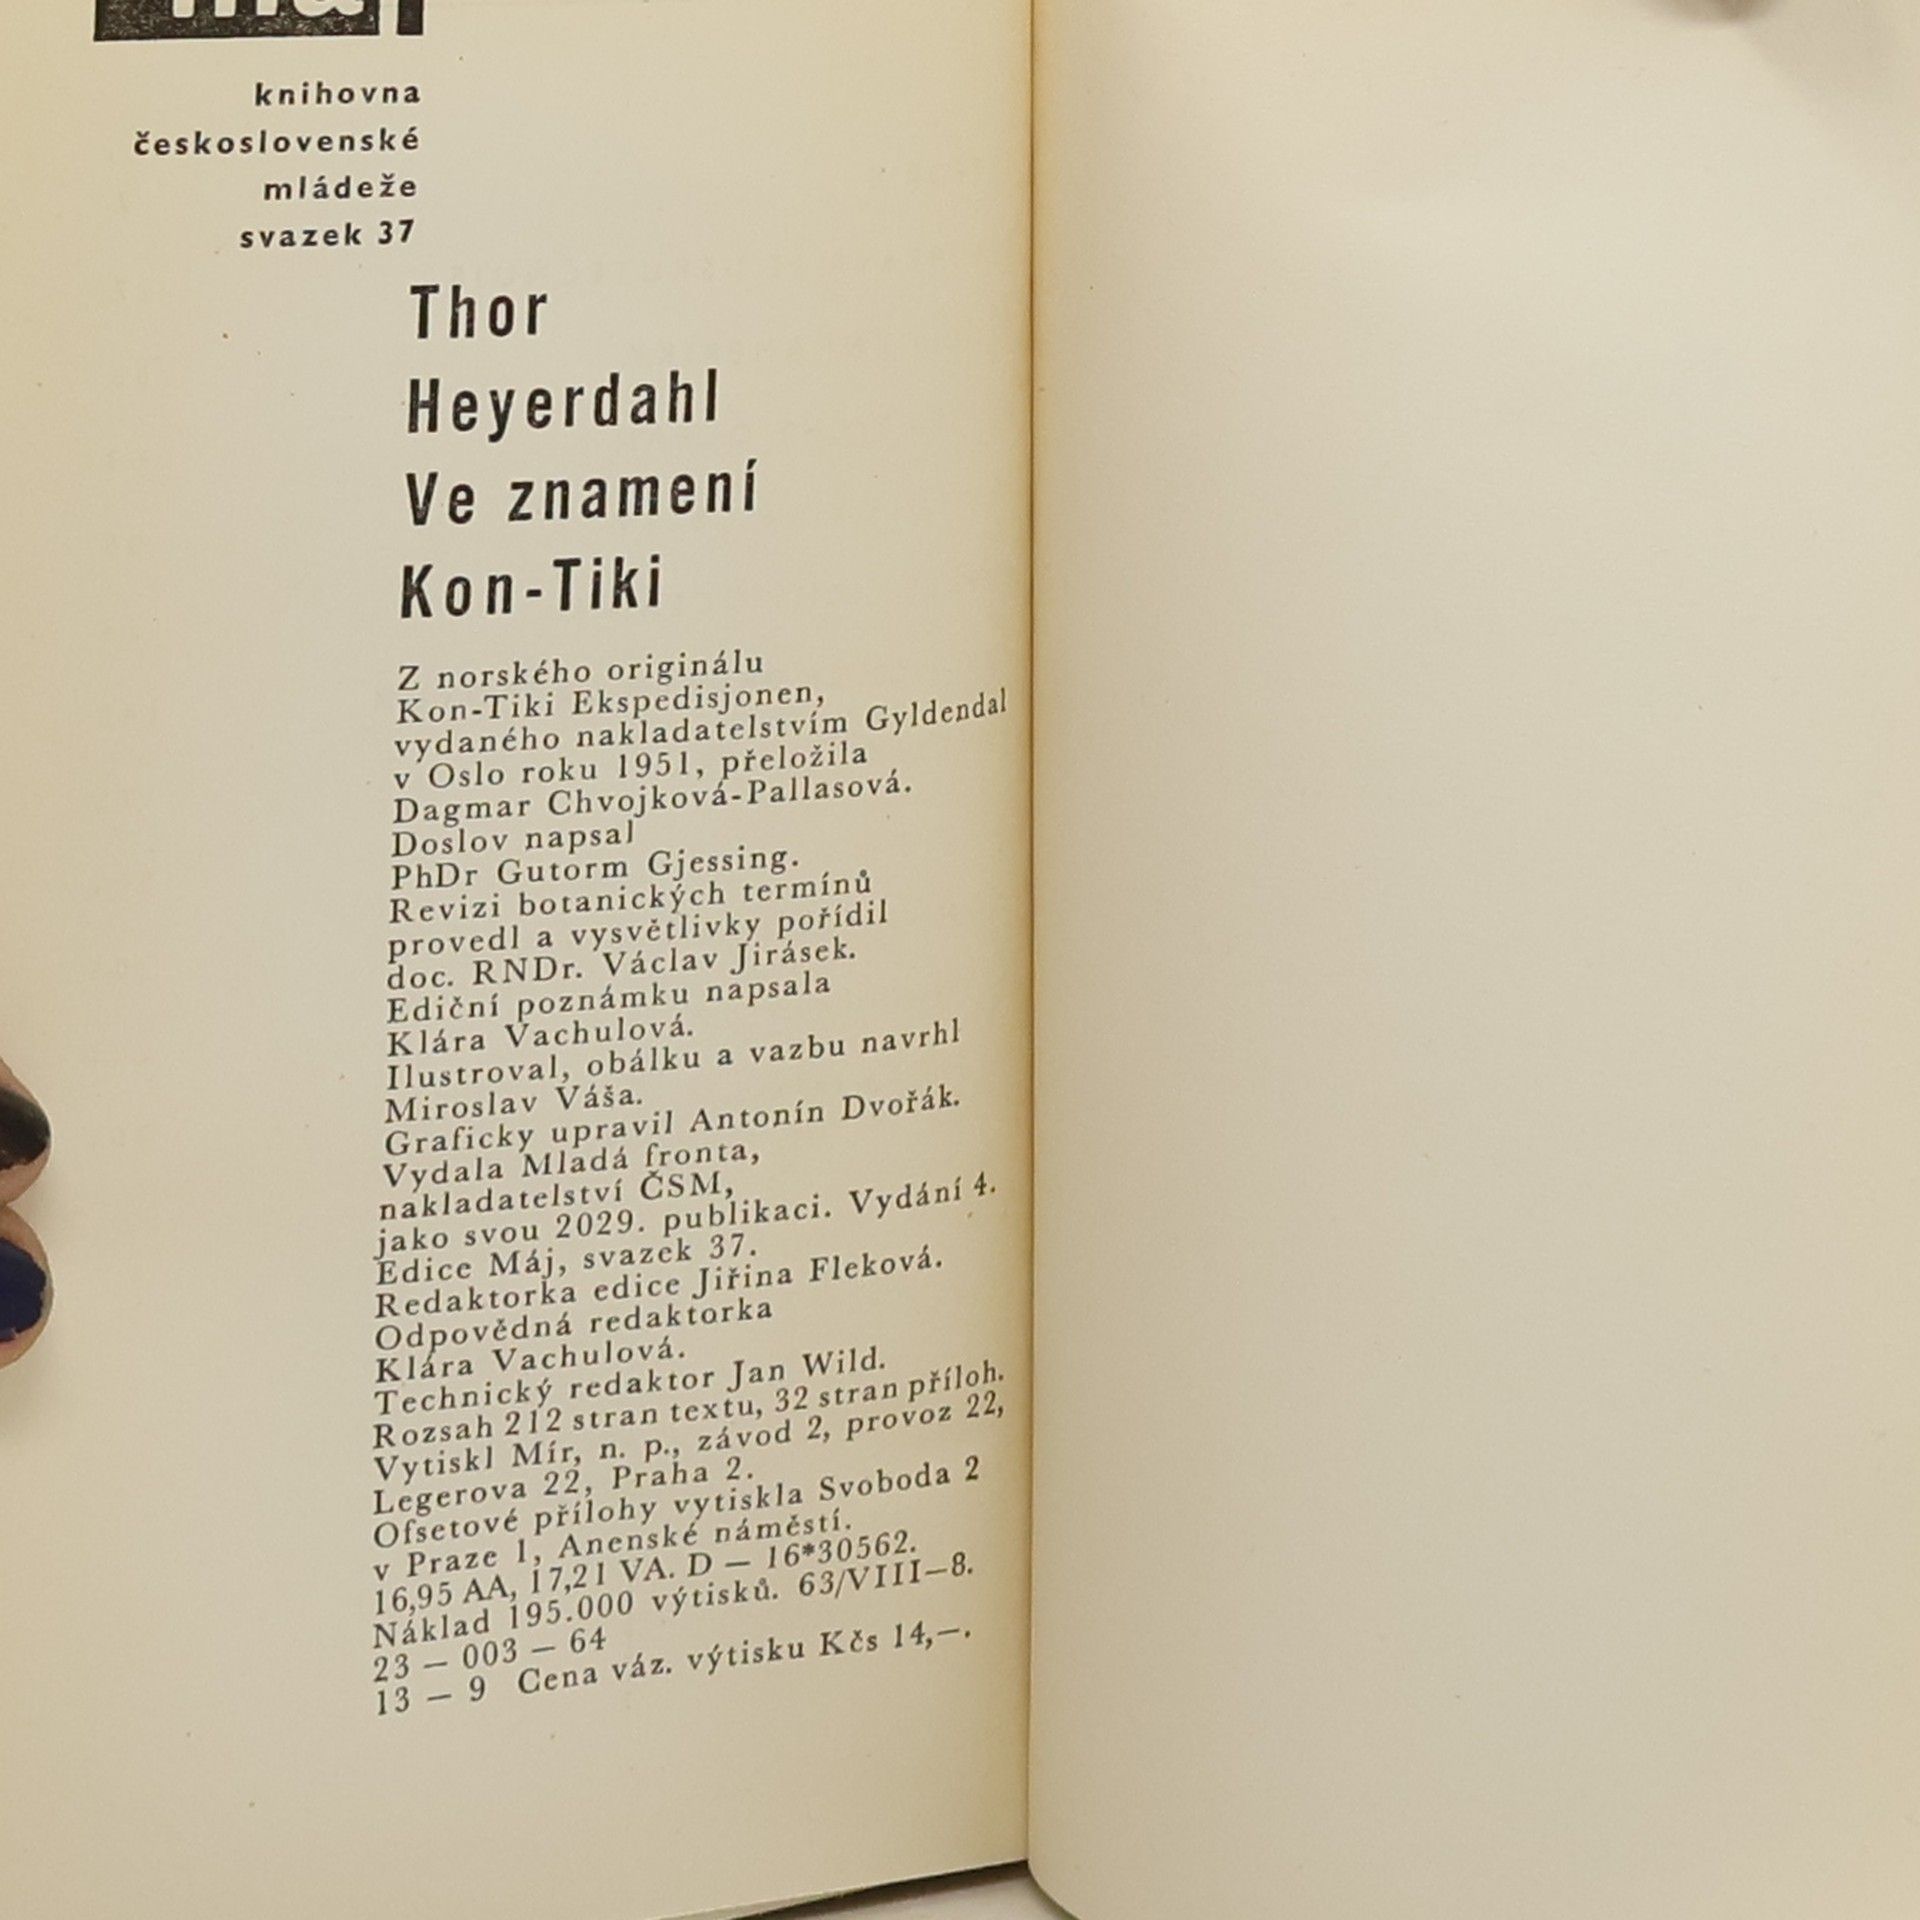 máj
knihovna
československé
mládeže
svazek 37
Thor
Heyerdahl
Ve znamení
Kon-Tiki
Z norského originálu
Kon-Tiki Ekspedisjonen,
vydaného nakladatelstvím Gyldendal
v Oslo roku 1951, přeložila
Dagmar Chvojková-Pallasová.
Doslov napsal
PhDr Gutorm Gjessing.
Revizi botanických termínů
provedl a vysvětlivky pořídil
doc. RNDr. Václav Jirásek.
Ediční poznámku napsala
Klára Vachulová.
Ilustroval, obálku a vazbu navrhl
Miroslav Váša.
Graficky upravil Antonín Dvořák.
Vydala Mladá fronta,
nakladatelství ČSM,
jako svou 2029. publikaci. Vydání 4.
Edice Máj, svazek 37.
Redaktorka edice Jiřina Fleková.
Odpovědná redaktorka
Klára Vachulová.
Technický redaktor Jan Wild.
Rozsah 212 stran textu, 32 stran příloh.
Vytiskl Mír, n. p., závod 2, provoz 22,
Legerova 22, Praha 2.
Ofsetové přílohy vytiskla Svoboda 2
v Praze 1, Anenské náměstí.
16,95 AA, 17,21 VA. D — 16*30562.
Náklad 195.000 výtisků. 63/VIII—8.
23 — 003 — 64
13 — 9 Cena váz. výtisku Kčs 14,—.